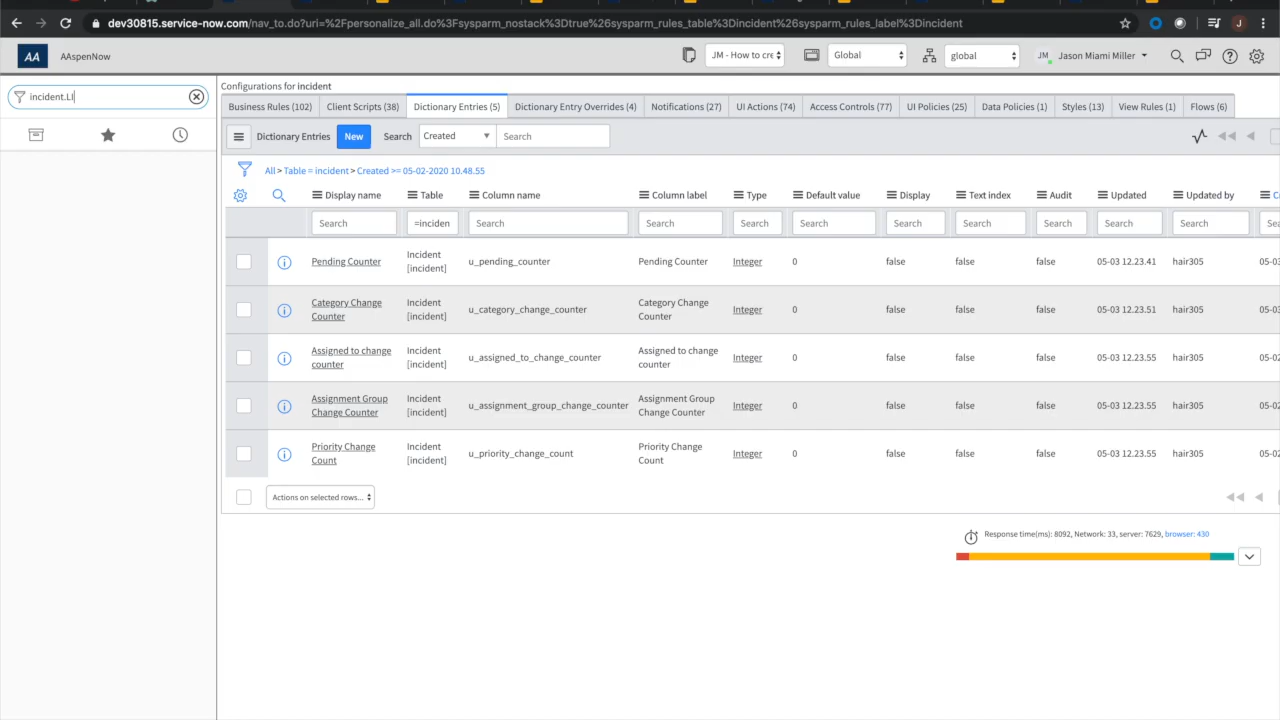 dev30815.service-now.com/nav_to.do?uri=%2Fpersonalize_all.do%3Fsysparm_nostack%3Dtrue%26sysparm_rules_table%3Dincident%26sysparm_rules_label%3Dincident
J
AA AAspenNow JM - How to cre Global global JM Jason Miami Miller
incident.LI
Configurations for incident
Business Rules (102) Client Scripts (38) Dictionary Entries (5) Dictionary Entry Overrides (4) Notifications (27) UI Actions (74) Access Controls (77) UI Policies (25) Data Policies (1) Styles (13) View Rules (1) Flows (6)
Dictionary Entries New Search Created Search
All > Table = incident > Created >= 05-02-2020 10.48.55
Display name Table Column name Column label Type Default value Display Text index Audit Updated Updated by
Search =inciden Search Search Search Search Search Search Search Search Search
Pending Counter Incident [incident] u_pending_counter Pending Counter Integer 0 false false false 05-03 12.23.41 hair305 05-03
Category Change Counter Incident [incident] u_category_change_counter Category Change Counter Integer 0 false false false 05-03 12.23.51 hair305 05-03
Assigned to change counter Incident [incident] u_assigned_to_change_counter Assigned to change counter Integer 0 false false false 05-03 12.23.55 hair305 05-02
Assignment Group Change Counter Incident [incident] u_assignment_group_change_counter Assignment Group Change Counter Integer 0 false false false 05-03 12.23.55 hair305 05-02
Priority Change Count Incident [incident] u_priority_change_count Priority Change Count Integer 0 false false false 05-03 12.23.55 hair305 05-02
Actions on selected rows...
Response time(ms): 8092, Network: 33, server: 7629, browser: 430